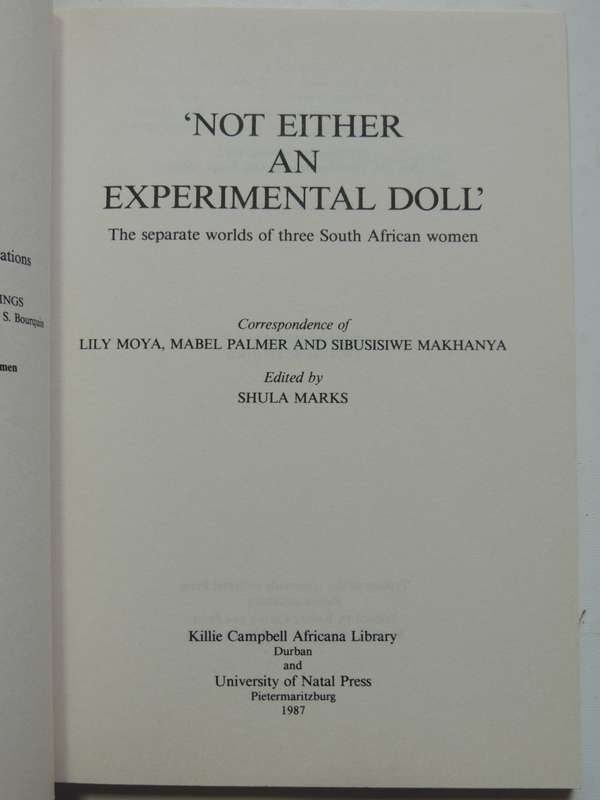 ations
INGS
S. Bourquin
men
'NOT EITHER
AN
EXPERIMENTAL DOLL'
The separate worlds of three South African women
Correspondence of
LILY MOYA, MABEL PALMER AND SIBUSISIWE MAKHANYA
Edited by
SHULA MARKS
Killie Campbell Africana Library
Durban
and
University of Natal Press
Pietermaritzburg
1987